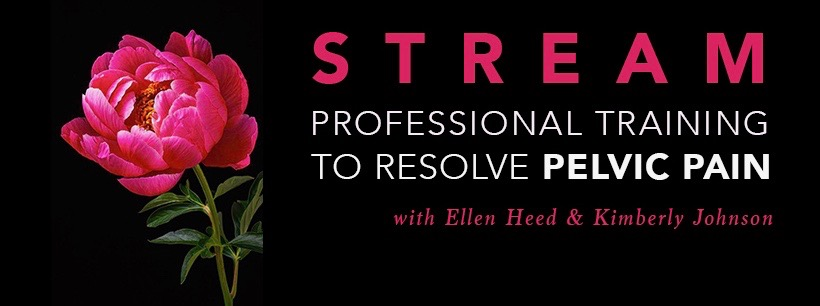 STREAM
PROFESSIONAL TRAINING
TO RESOLVE PELVIC PAIN
with Ellen Heed & Kimberly Johnson